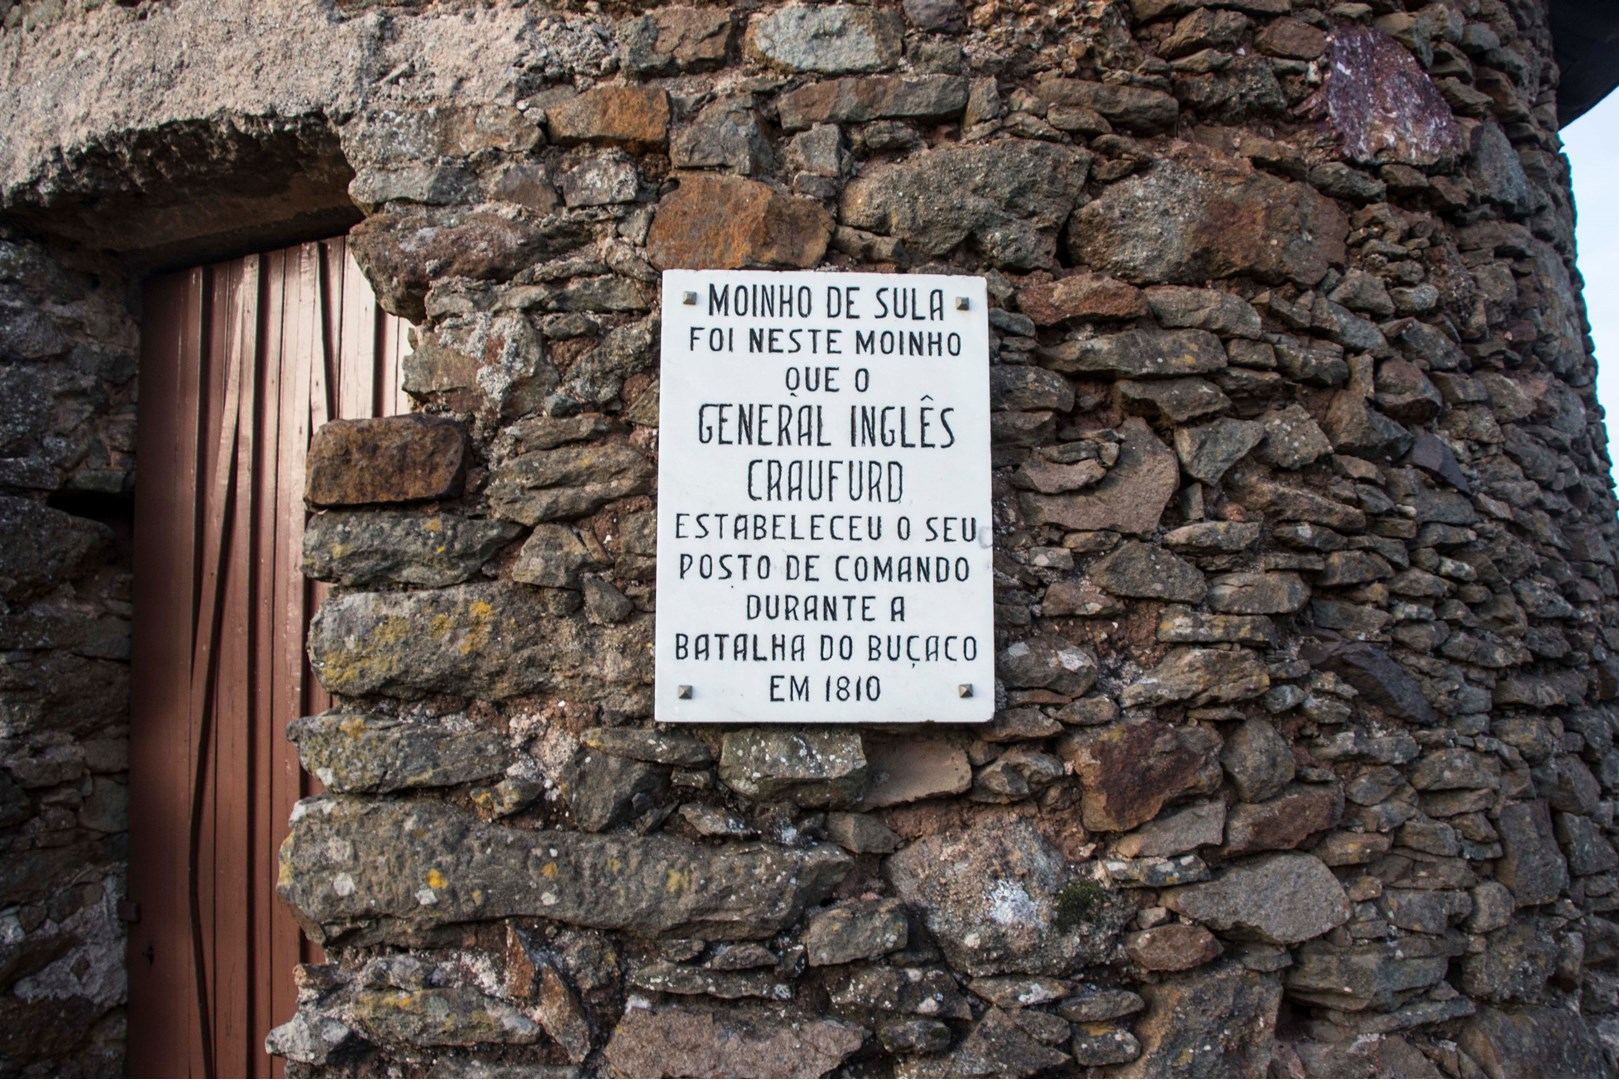 MOINHO DE SULA
FOI NESTE MOINHO
QUE O
GENERAL INGLÊS
CRAUFURD
ESTABELECEU O SEU
POSTO DE COMANDO
DURANTE A
BATALHA DO BUÇACO
EM 1810